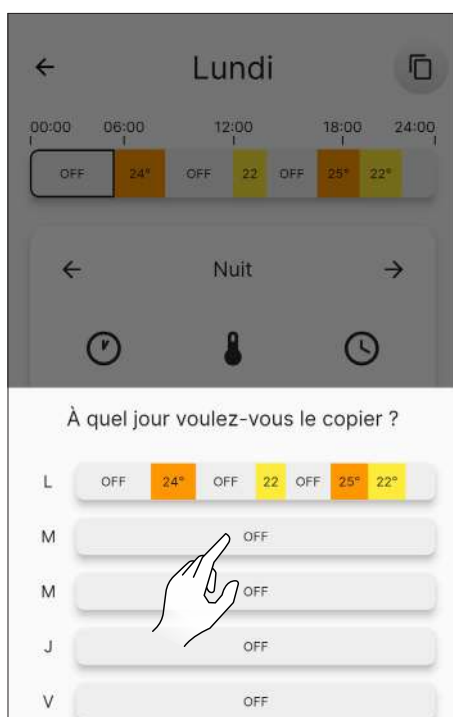 Lundi
00:00 06:00 12:00 18:00 24:00
OFF 24° OFF 22 OFF 25° 22°
Nuit
À quel jour voulez-vous le copier ?
L OFF 24° OFF 22 OFF 25° 22°
M OFF
M OFF
J OFF
V OFF